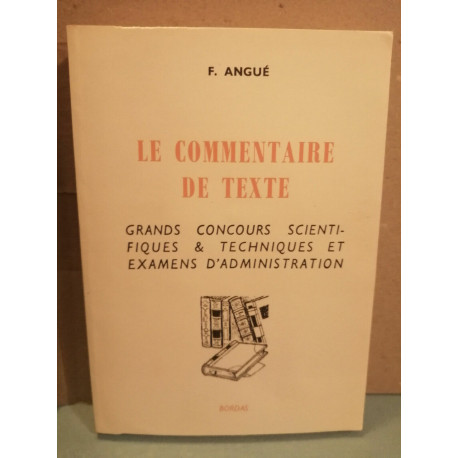 F. ANGUÉ
LE COMMENTAIRE
DE TEXTE
GRANDS CONCOURS SCIENTI-
FIQUES & TECHNIQUES ET
EXAMENS D'ADMINISTRATION
BORDAS